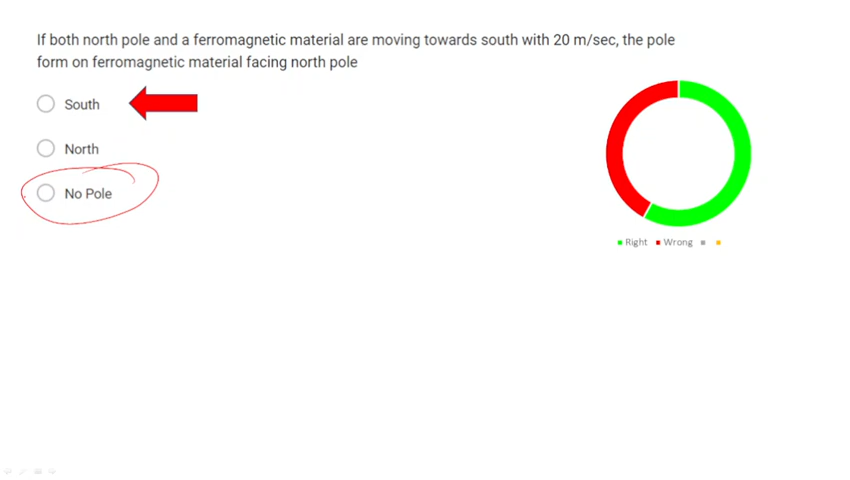 If both north pole and a ferromagnetic material are moving towards south with 20 m/sec, the pole
form on ferromagnetic material facing north pole
South
North
No Pole
Right Wrong